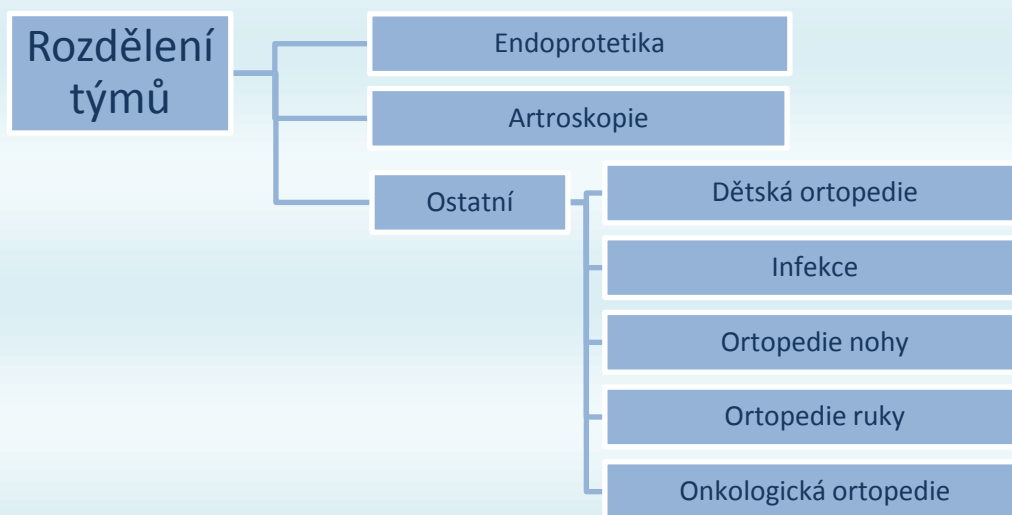 Rozdělení
týmů
Endoprotetika
Artroskopie
Ostatní
Dětská ortopedie
Infekce
Ortopedie nohy
Ortopedie ruky
Onkologická ortopedie